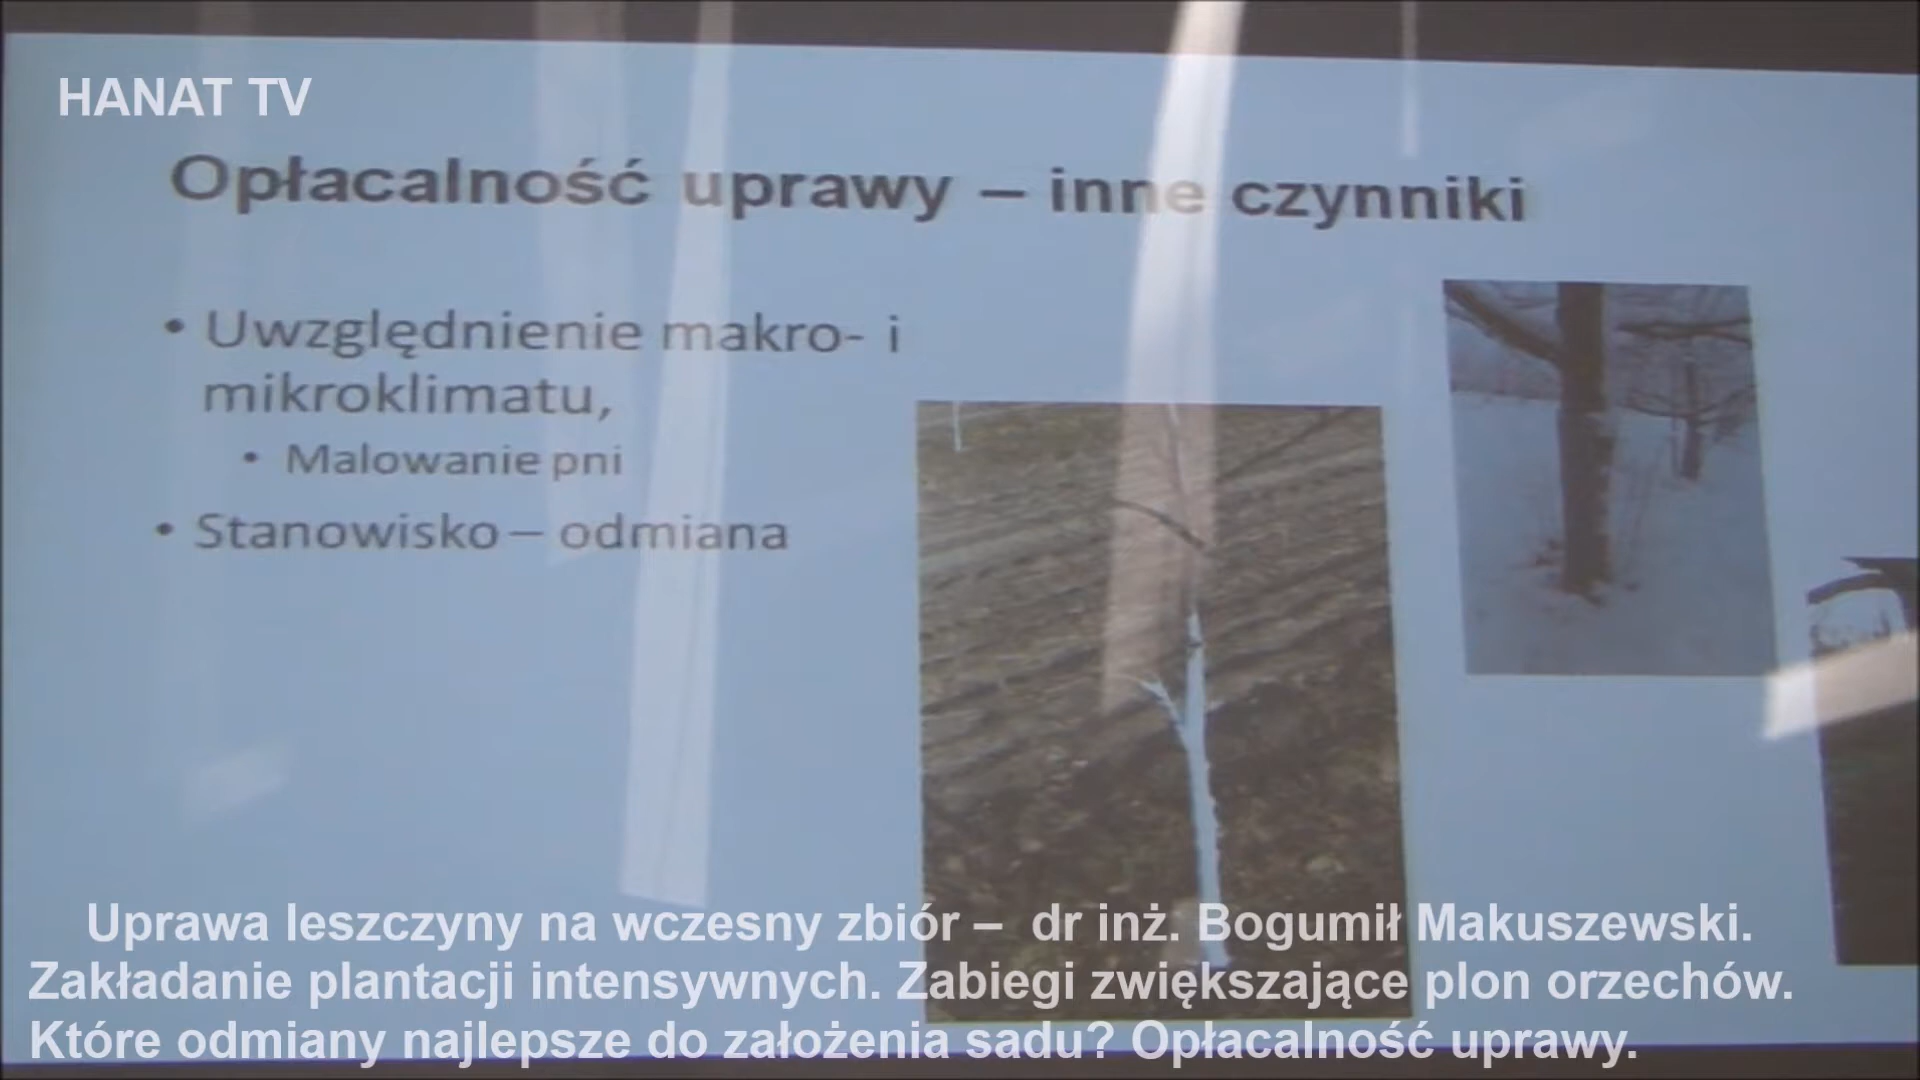 HANAT TV
Opłacalność uprawy – inne czynniki
• Uwzględnienie makro- i
mikroklimatu,
• Malowanie pni
• Stanowisko – odmiana
Uprawa leszczyny na wczesny zbiór – dr inż. Bogumił Makuszewski.
Zakładanie plantacji intensywnych. Zabiegi zwiększające plon orzechów.
Które odmiany najlepsze do założenia sadu? Opłacalność uprawy.